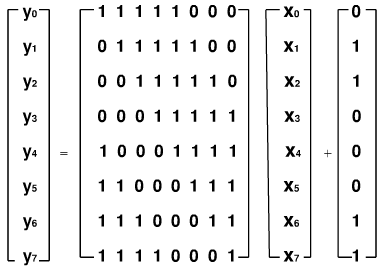 y0 1 1 1 1 1 0 0 0 x0 0
y1 0 1 1 1 1 1 0 0 x1 1
y2 0 0 1 1 1 1 1 0 x2 1
y3 0 0 0 1 1 1 1 1 x3 0
y4 = 1 0 0 0 1 1 1 1 x4 + 0
y5 1 1 0 0 0 1 1 1 x5 0
y6 1 1 1 0 0 0 1 1 x6 1
y7 1 1 1 1 0 0 0 1 x7 1